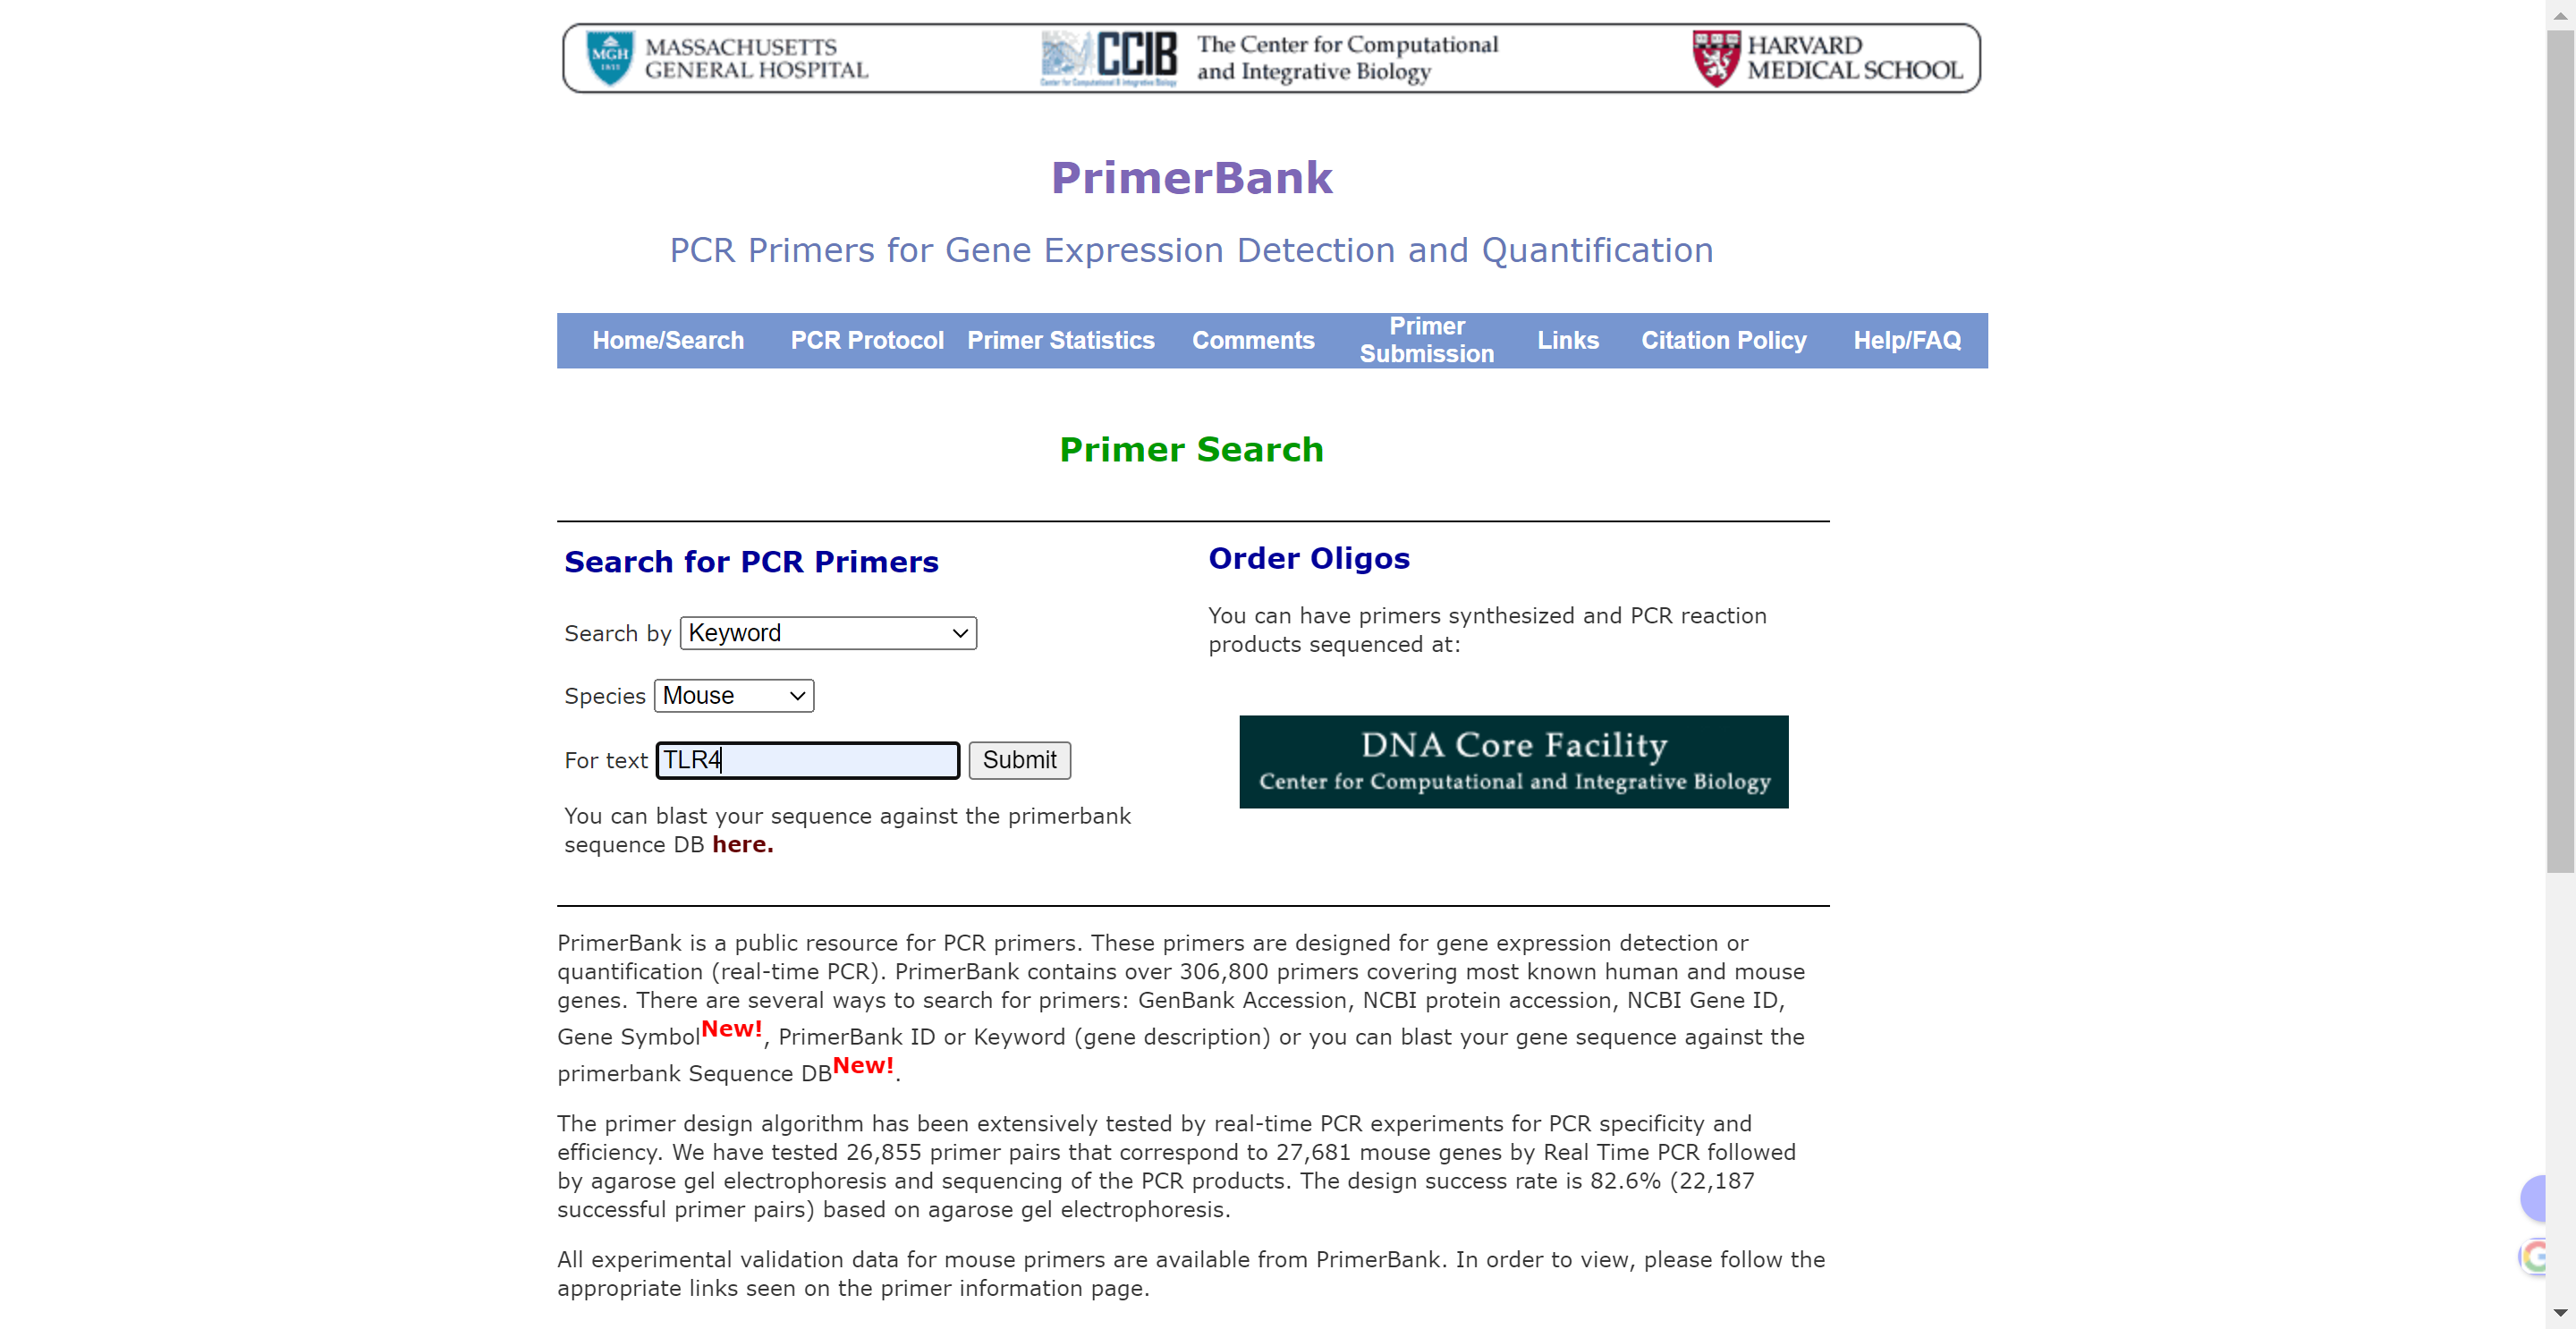 MGH
1811
MASSACHUSETTS
GENERAL HOSPITAL
CCIB
Center for Computational & Integrative Biology
The Center for Computational
and Integrative Biology
HARVARD
MEDICAL SCHOOL
PrimerBank
PCR Primers for Gene Expression Detection and Quantification
Home/Search PCR Protocol Primer Statistics Comments Primer Submission Links Citation Policy Help/FAQ
Primer Search
Search for PCR Primers
Search by Keyword
Species Mouse
For text TLR4 Submit
You can blast your sequence against the primerbank
sequence DB here.
Order Oligos
You can have primers synthesized and PCR reaction
products sequenced at:
DNA Core Facility
Center for Computational and Integrative Biology
PrimerBank is a public resource for PCR primers. These primers are designed for gene expression detection or
quantification (real-time PCR). PrimerBank contains over 306,800 primers covering most known human and mouse
genes. There are several ways to search for primers: GenBank Accession, NCBI protein accession, NCBI Gene ID,
Gene SymbolNew!, PrimerBank ID or Keyword (gene description) or you can blast your gene sequence against the
primerbank Sequence DBNew!.
The primer design algorithm has been extensively tested by real-time PCR experiments for PCR specificity and
efficiency. We have tested 26,855 primer pairs that correspond to 27,681 mouse genes by Real Time PCR followed
by agarose gel electrophoresis and sequencing of the PCR products. The design success rate is 82.6% (22,187
successful primer pairs) based on agarose gel electrophoresis.
All experimental validation data for mouse primers are available from PrimerBank. In order to view, please follow the
appropriate links seen on the primer information page.